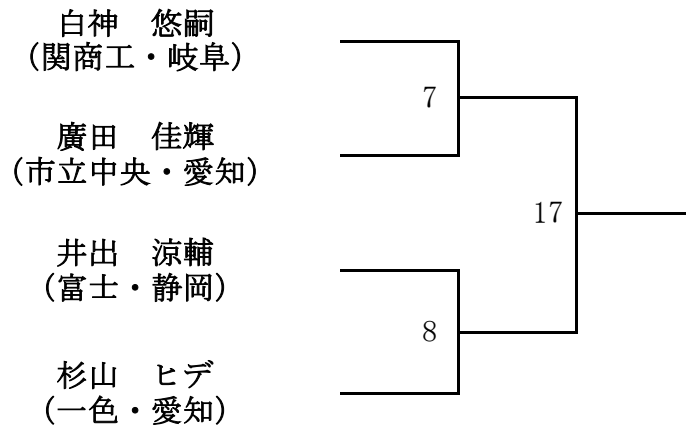 白神　悠嗣
（関商工・岐阜）
7
廣田　佳輝
（市立中央・愛知）
17
井出　涼輔
（富士・静岡）
8
杉山　ヒデ
（一色・愛知）